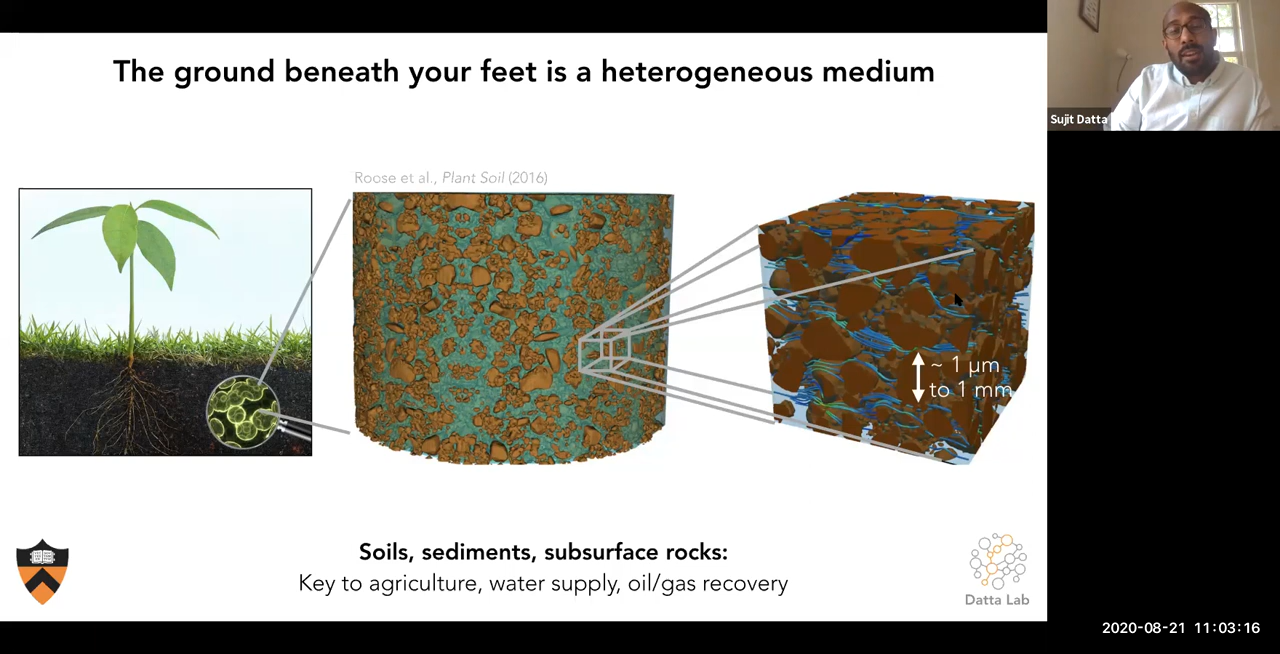 The ground beneath your feet is a heterogeneous medium
Sujit Datta
Roose et al., Plant Soil (2016)
~ 1 μm
to 1 mm
Soils, sediments, subsurface rocks:
Key to agriculture, water supply, oil/gas recovery
Datta Lab
2020-08-21 11:03:16